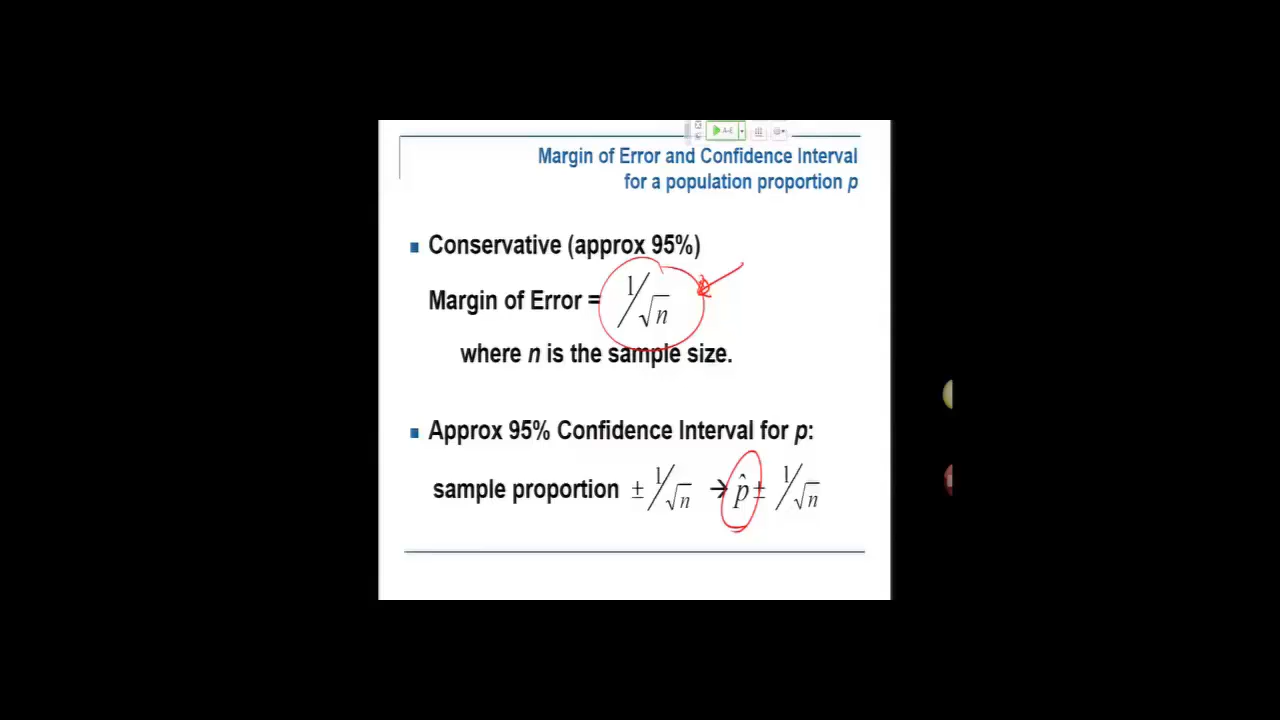 A-E
Margin of Error and Confidence Interval
for a population proportion p
▪ Conservative (approx 95%)
Margin of Error = 1/√n
where n is the sample size.
▪ Approx 95% Confidence Interval for p:
sample proportion ± 1/√n → p̂ ± 1/√n